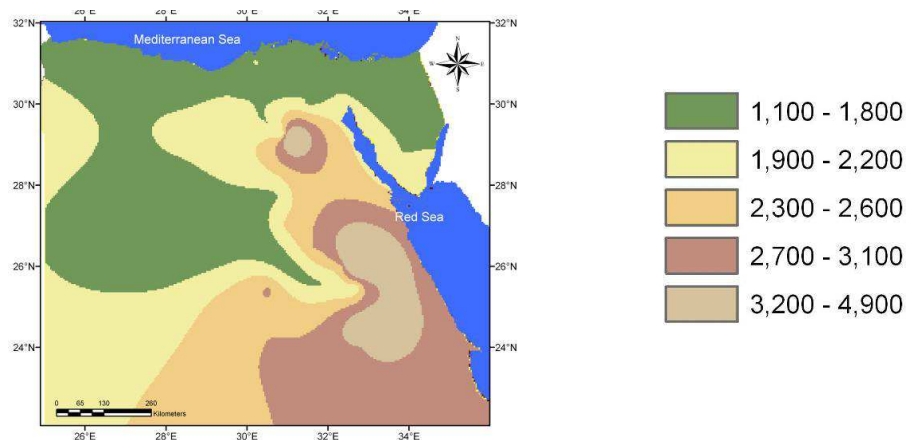 26°E 28°E 30°E 32°E 34°E
32°N 32°N
Mediterranean Sea
N
W E
S
30°N 30°N
28°N 28°N
Red Sea
26°N 26°N
24°N 24°N
0 65 130 260
Kilometers
26°E 28°E 30°E 32°E 34°E
1,100 - 1,800
1,900 - 2,200
2,300 - 2,600
2,700 - 3,100
3,200 - 4,900